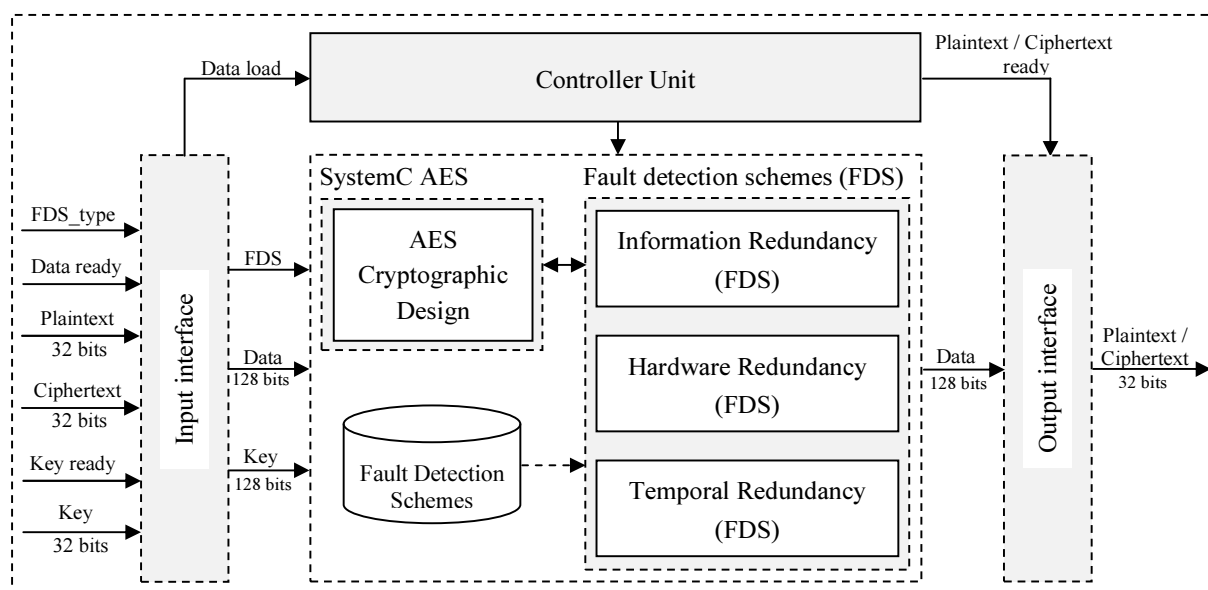 Data load
Controller Unit
Plaintext / Ciphertext
ready
FDS_type
Data ready
Plaintext
32 bits
Ciphertext
32 bits
Key ready
Key
32 bits
Input interface
FDS
Data
128 bits
Key
128 bits
SystemC AES
AES
Cryptographic
Design
Fault Detection
Schemes
Fault detection schemes (FDS)
Information Redundancy
(FDS)
Hardware Redundancy
(FDS)
Temporal Redundancy
(FDS)
Data
128 bits
Output interface
Plaintext /
Ciphertext
32 bits